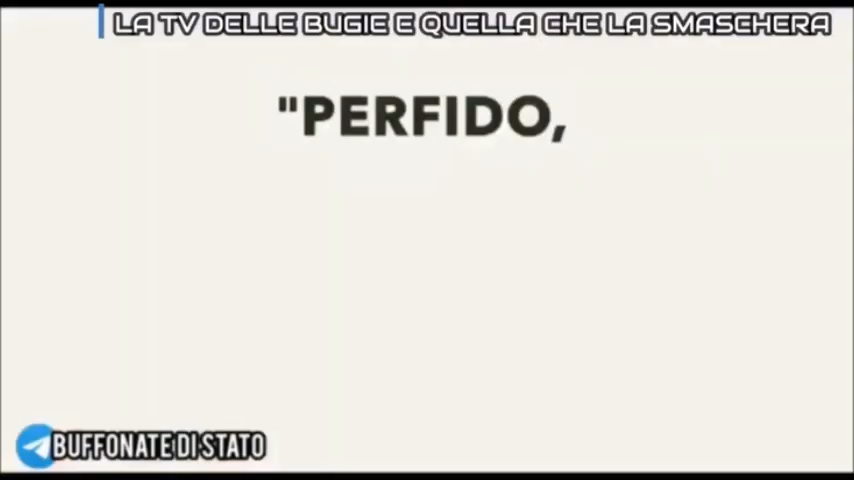 LA TV DELLE BUGIE E QUELLA CHE LA SMASCHERA
"PERFIDO,
BUFFONATE DI STATO